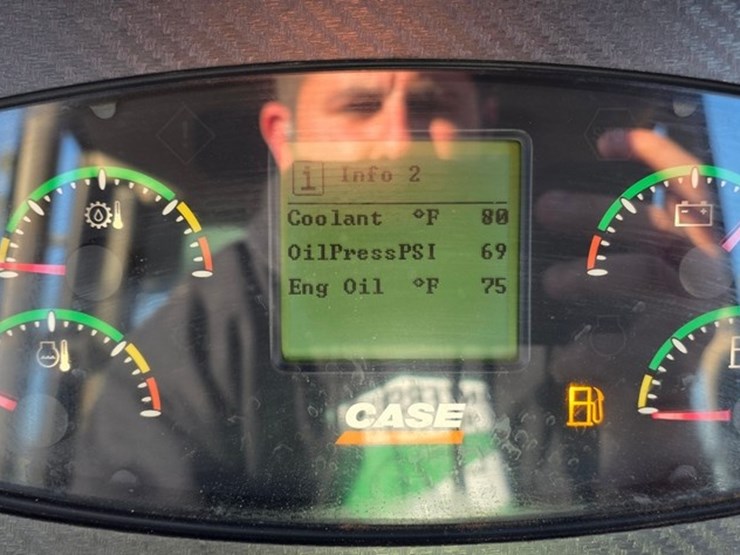 i Info 2
Coolant °F 80
OilPressPSI 69
Eng Oil °F 75
CASE